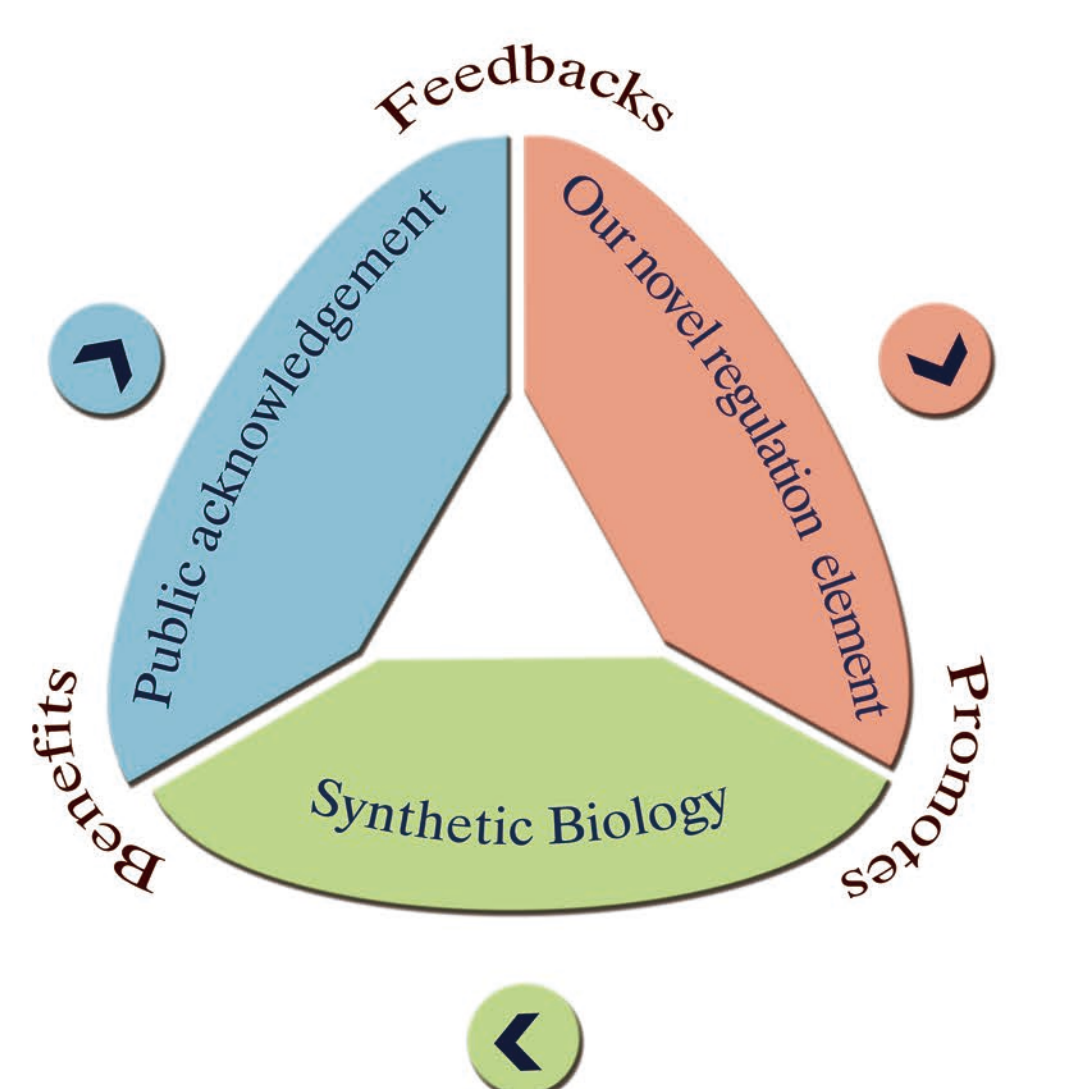 Feedbacks
Public acknowledgement
Our novel regulation element
Benefits
Promotes
Synthetic Biology